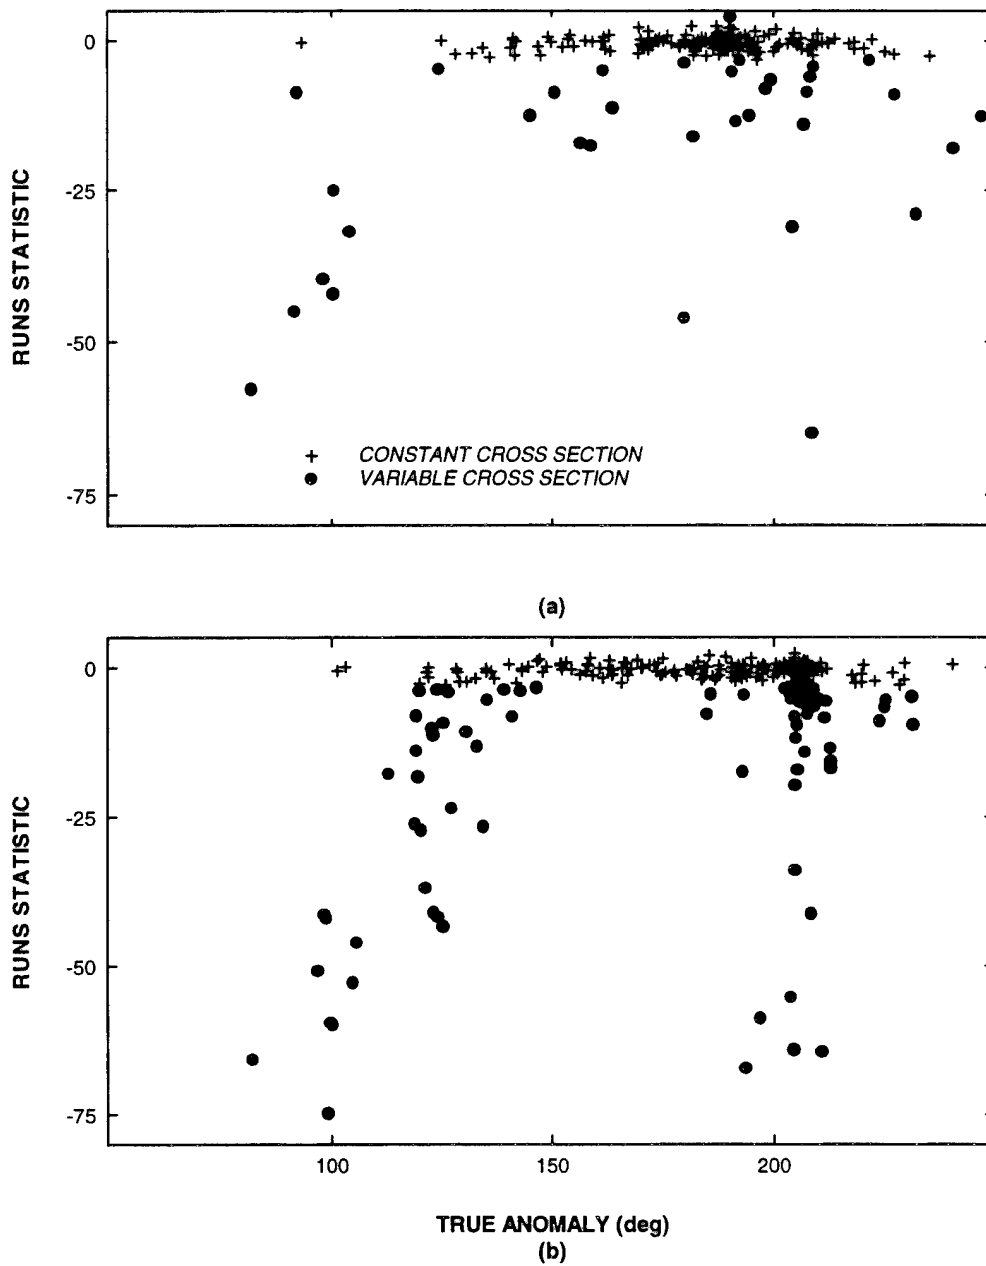 0
-25
-50
-75
RUNS STATISTIC
+ CONSTANT CROSS SECTION
● VARIABLE CROSS SECTION
(a)
0
-25
-50
-75
RUNS STATISTIC
100 150 200
TRUE ANOMALY (deg)
(b)